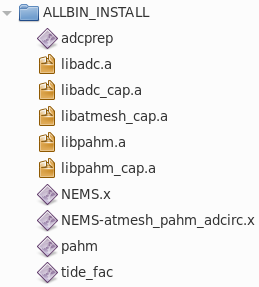 ALLBIN_INSTALL
adcprep
libadc.a
libadc_cap.a
libatmesh_cap.a
libpahm.a
libpahm_cap.a
NEMS.x
NEMS-atmesh_pahm_adcirc.x
pahm
tide_fac